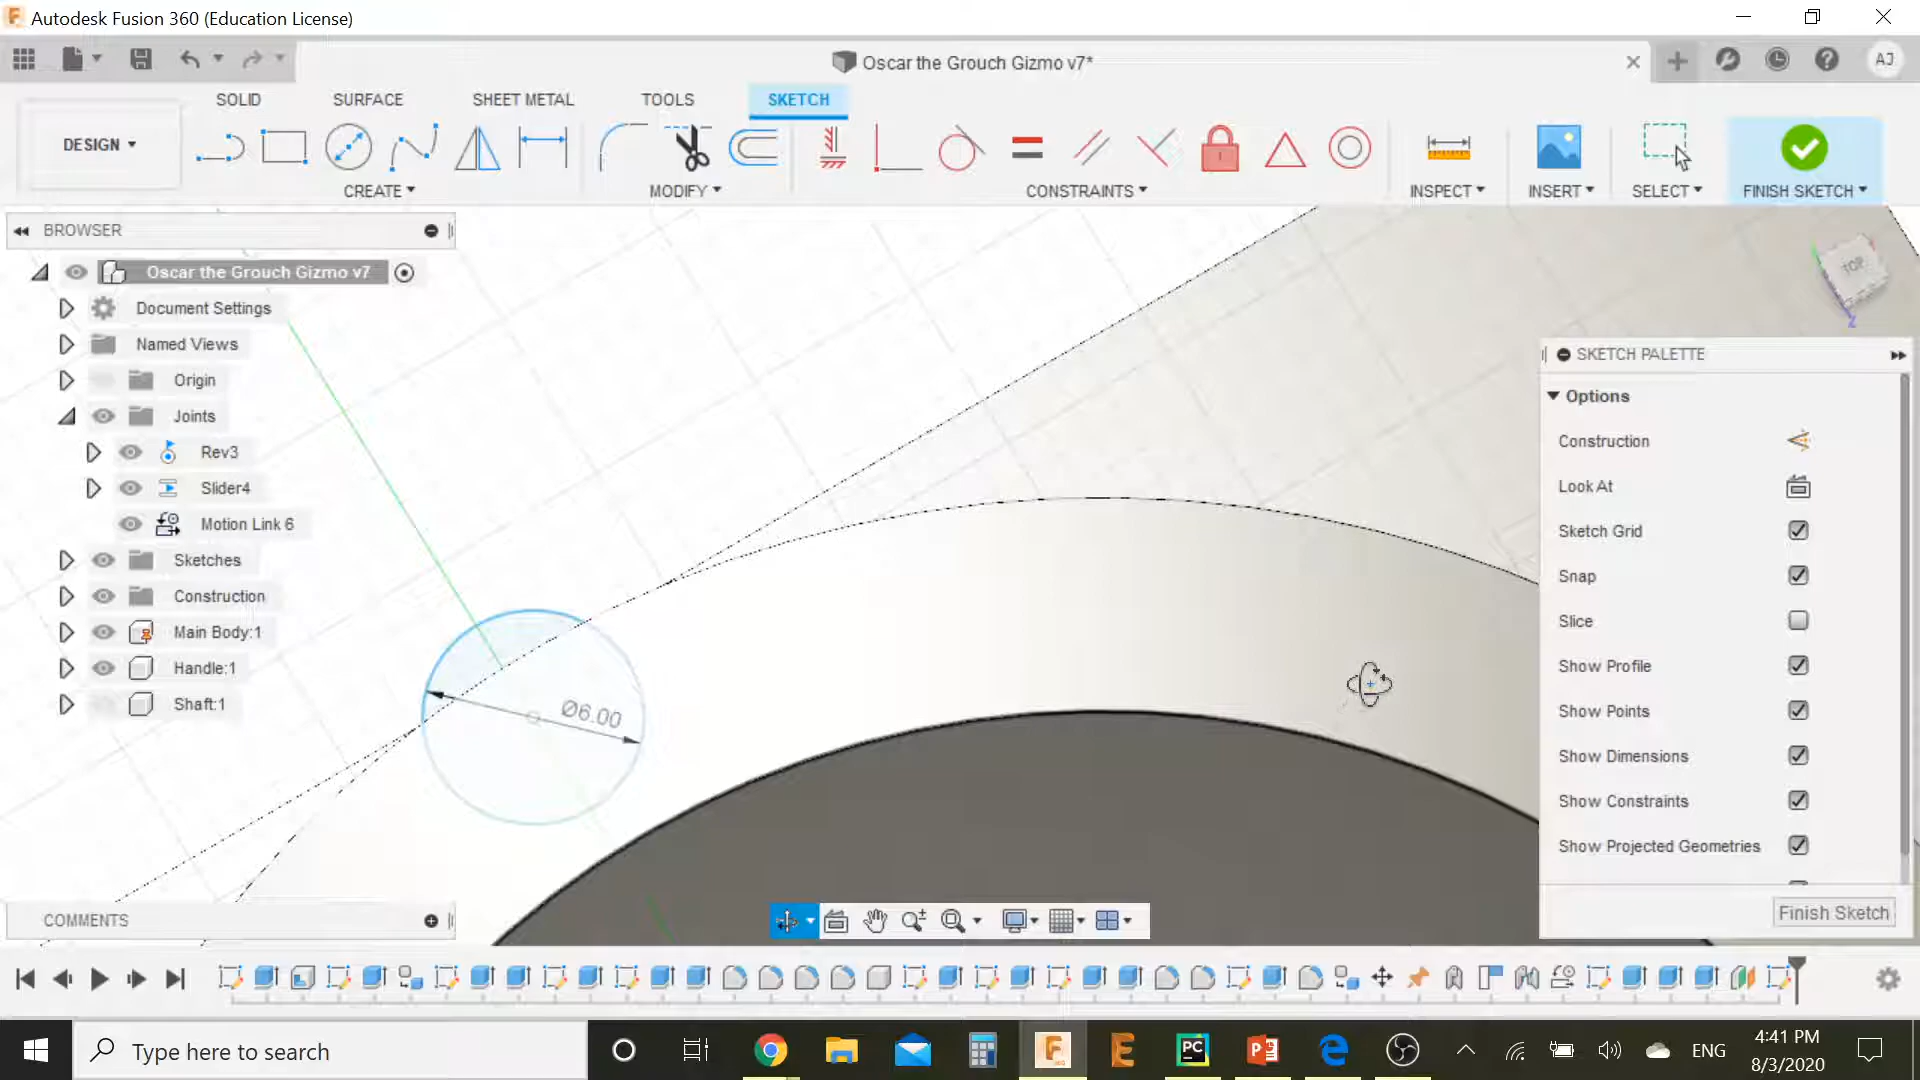 Autodesk Fusion 360 (Education License)
Oscar the Grouch Gizmo v7*
AJ
SOLID SURFACE SHEET METAL TOOLS SKETCH
DESIGN
CREATE MODIFY CONSTRAINTS INSPECT INSERT SELECT FINISH SKETCH
BROWSER
Oscar the Grouch Gizmo v7
Document Settings
Named Views
Origin
Joints
Rev3
Slider4
Motion Link 6
Sketches
Construction
Main Body:1
Handle:1
Shaft:1
Ø6.00
TOP
Z
SKETCH PALETTE
Options
Construction
Look At
Sketch Grid
Snap
Slice
Show Profile
Show Points
Show Dimensions
Show Constraints
Show Projected Geometries
Finish Sketch
COMMENTS
Type here to search
ENG
4:41 PM
8/3/2020